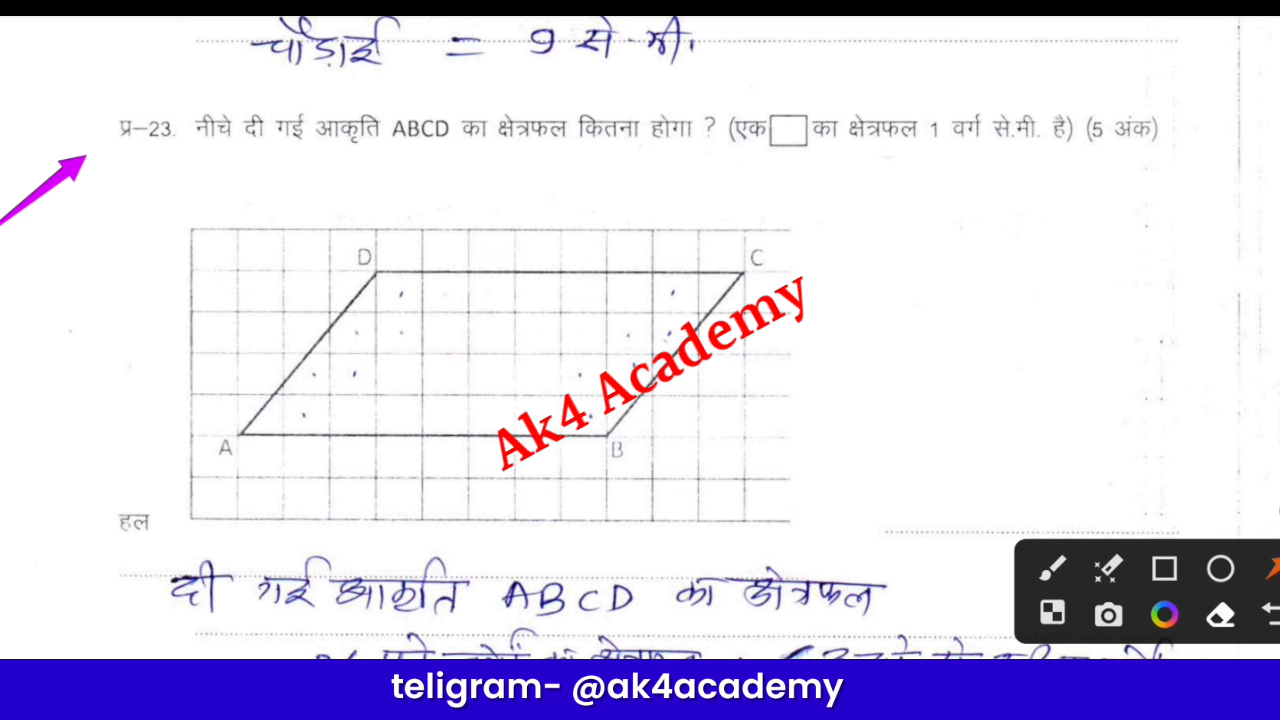 चौड़ाई = 9 से.मी.
प्र-23. नीचे दी गई आकृति ABCD का क्षेत्रफल कितना होगा ? (एक का क्षेत्रफल 1 वर्ग से.मी. है) (5 अंक)
D
C
Ak4 Academy
A
B
हल
दी गई आकृति ABCD का क्षेत्रफल
teligram- @ak4academy